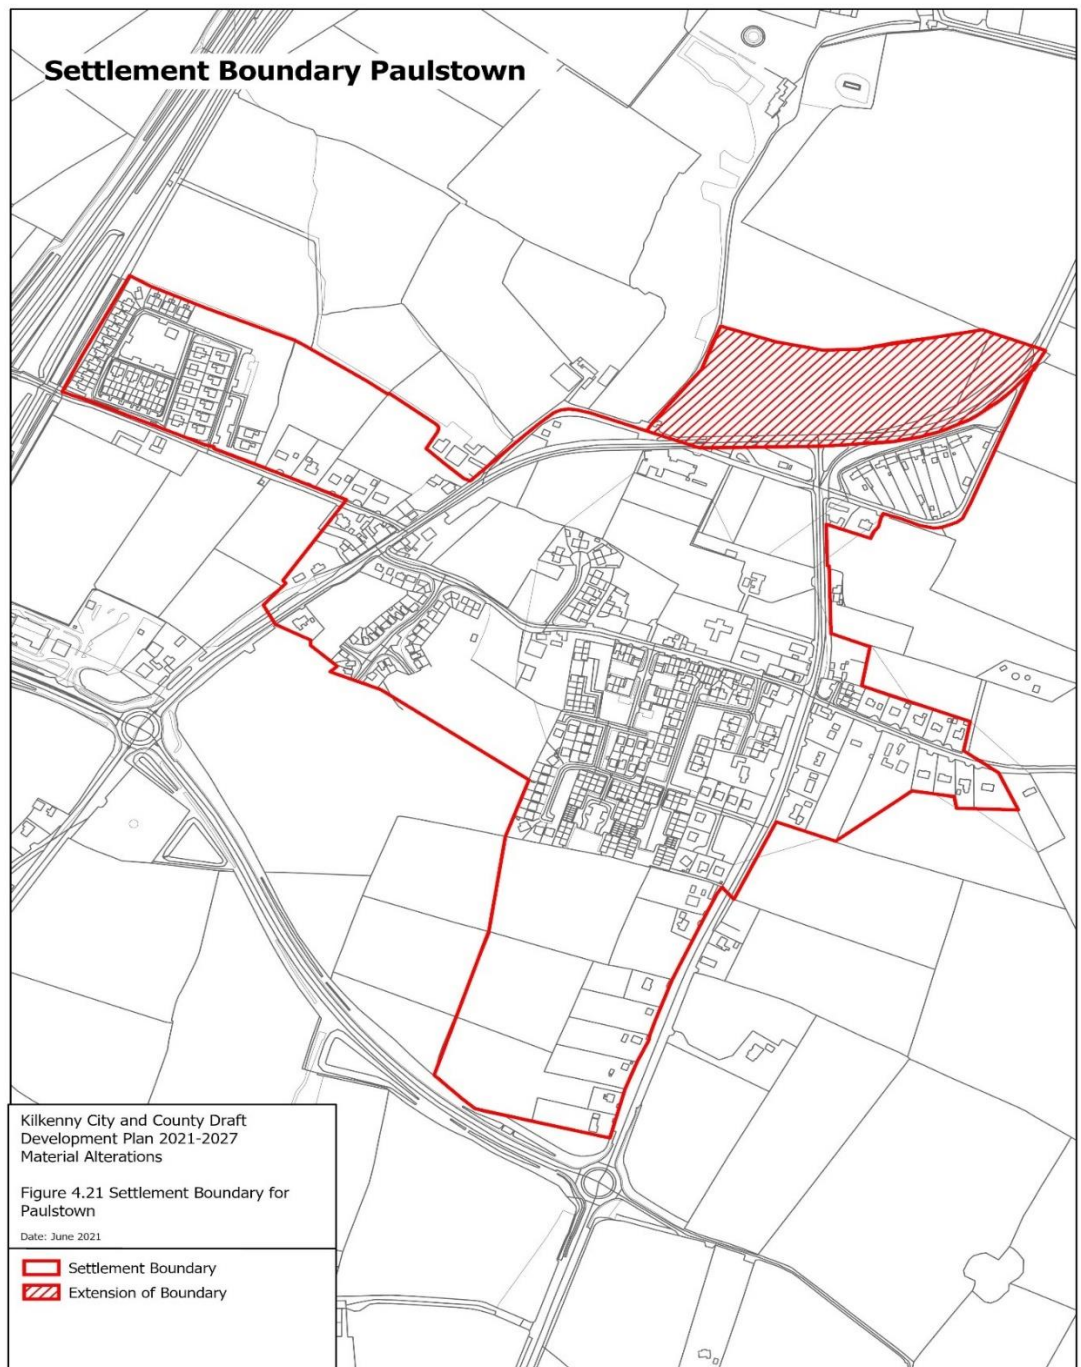 Settlement Boundary Paulstown
Kilkenny City and County Draft
Development Plan 2021-2027
Material Alterations
Figure 4.21 Settlement Boundary for
Paulstown
Date: June 2021
Settlement Boundary
Extension of Boundary